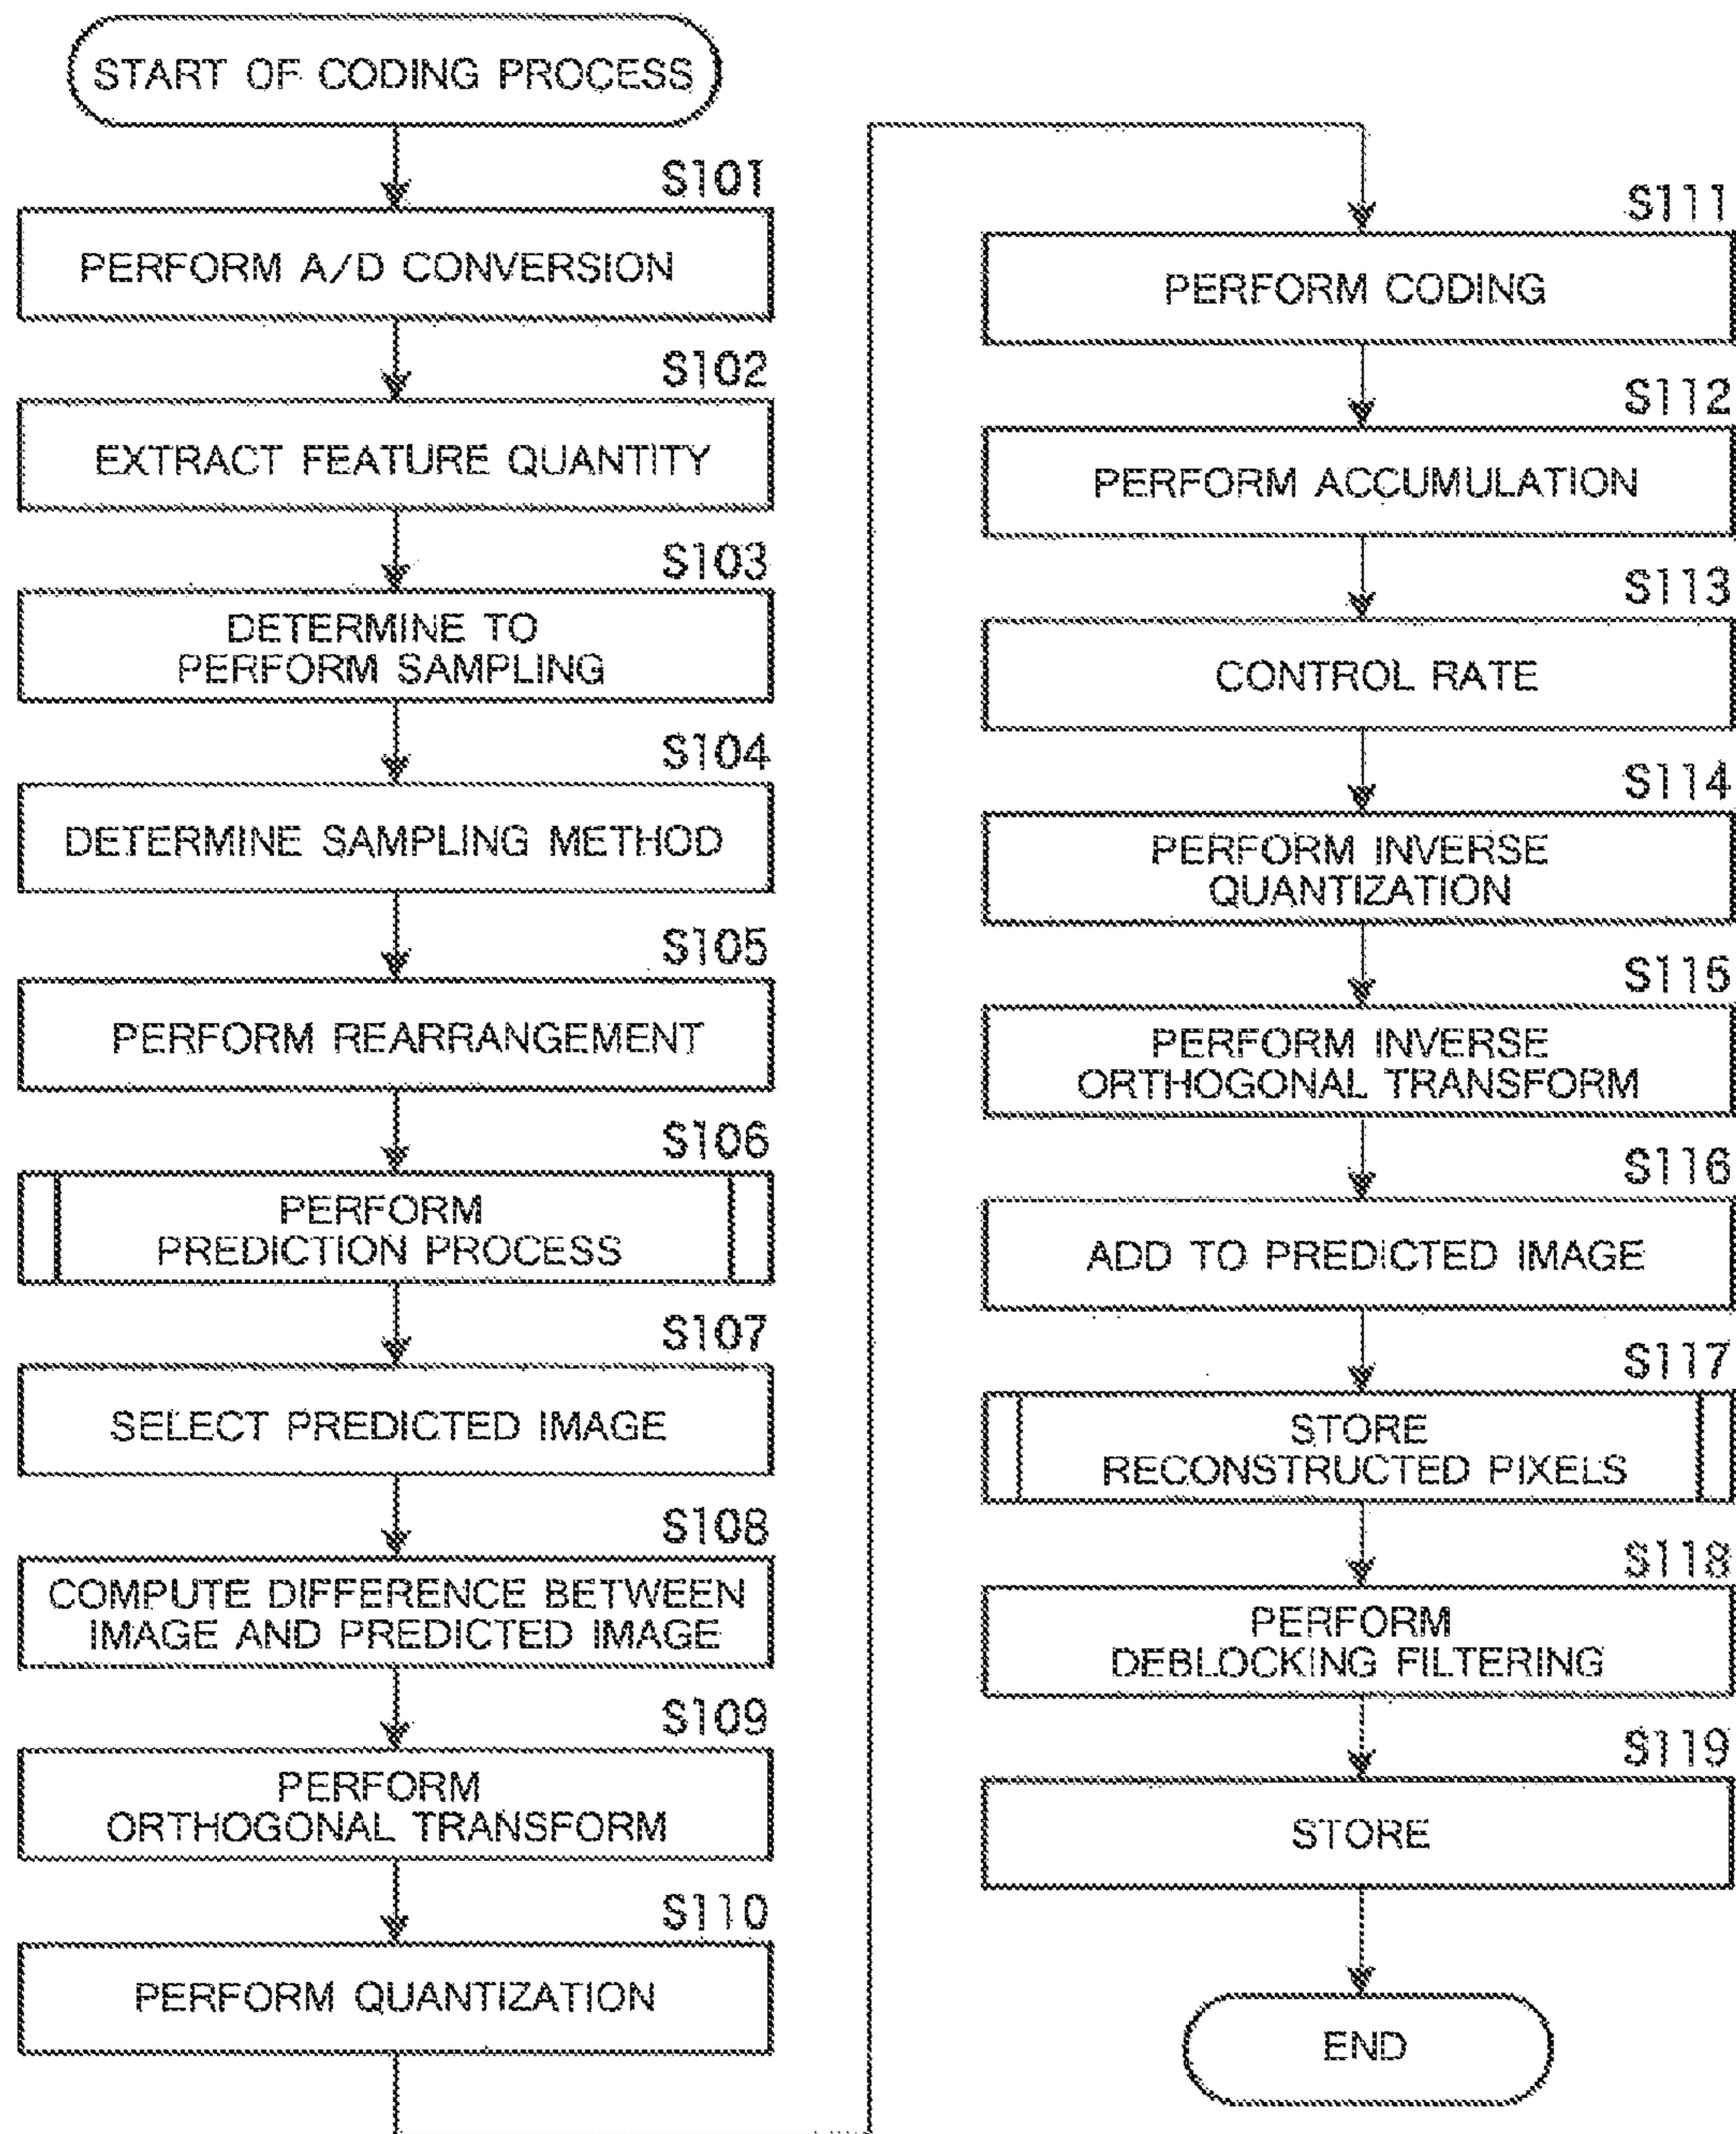 START OF CODING PROCESS
S101
PERFORM A/D CONVERSION
S102
EXTRACT FEATURE QUANTITY
S103
DETERMINE TO
PERFORM SAMPLING
S104
DETERMINE SAMPLING METHOD
S105
PERFORM REARRANGEMENT
S106
PERFORM
PREDICTION PROCESS
S107
SELECT PREDICTED IMAGE
S108
COMPUTE DIFFERENCE BETWEEN
IMAGE AND PREDICTED IMAGE
S109
PERFORM
ORTHOGONAL TRANSFORM
S110
PERFORM QUANTIZATION
S111
PERFORM CODING
S112
PERFORM ACCUMULATION
S113
CONTROL RATE
S114
PERFORM INVERSE
QUANTIZATION
S115
PERFORM INVERSE
ORTHOGONAL TRANSFORM
S116
ADD TO PREDICTED IMAGE
S117
STORE
RECONSTRUCTED PIXELS
S118
PERFORM
DEBLOCKING FILTERING
S119
STORE
END